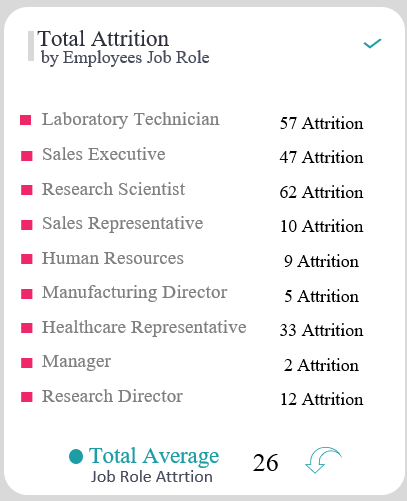 Total Attrition
by Employees Job Role
Laboratory Technician 57 Attrition
Sales Executive 47 Attrition
Research Scientist 62 Attrition
Sales Representative 10 Attrition
Human Resources 9 Attrition
Manufacturing Director 5 Attrition
Healthcare Representative 33 Attrition
Manager 2 Attrition
Research Director 12 Attrition
Total Average 26
Job Role Attrtion